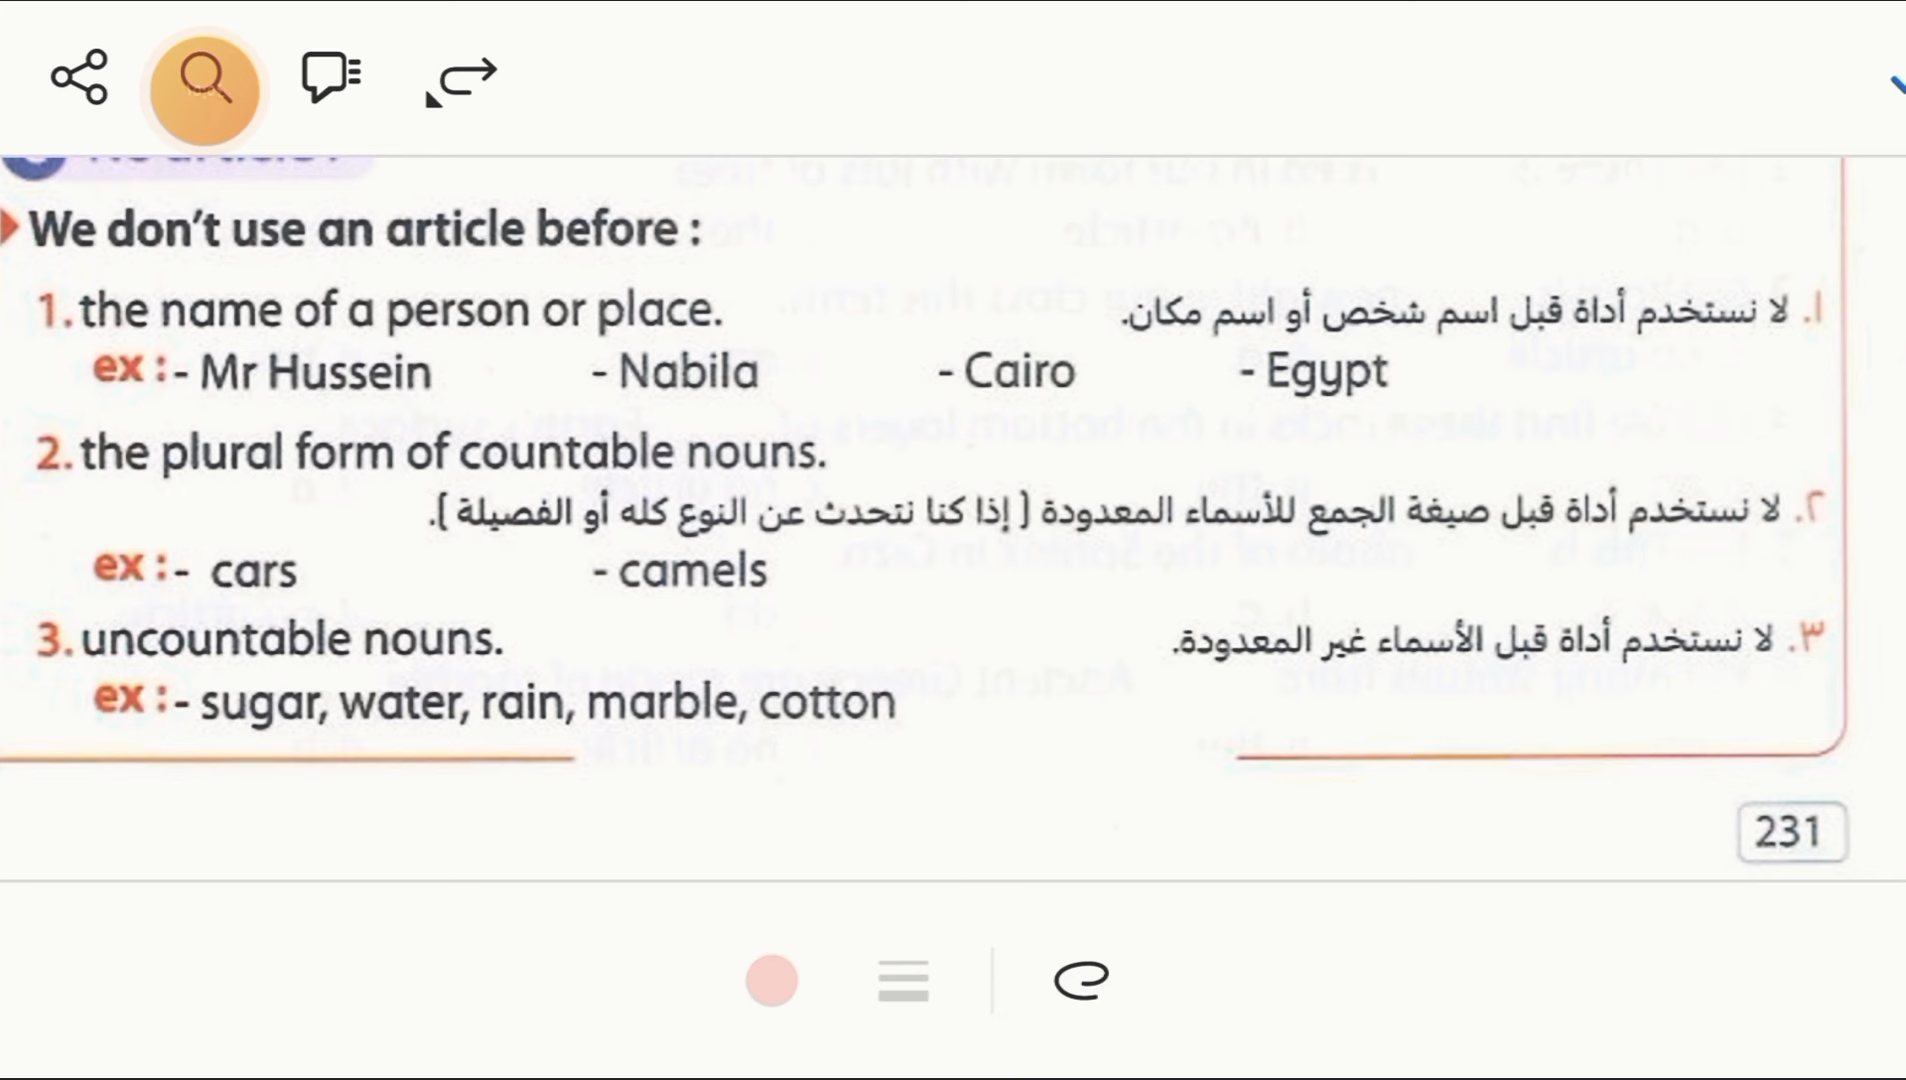 We don't use an article before :
1. the name of a person or place.
١. لا نستخدم أداة قبل اسم شخص أو اسم مكان.
ex : - Mr Hussein - Nabila - Cairo - Egypt
2. the plural form of countable nouns.
٢. لا نستخدم أداة قبل صيغة الجمع للأسماء المعدودة ( إذا كنا نتحدث عن النوع كله أو الفصيلة ).
ex : - cars - camels
3. uncountable nouns.
٣. لا نستخدم أداة قبل الأسماء غير المعدودة.
ex : - sugar, water, rain, marble, cotton
231